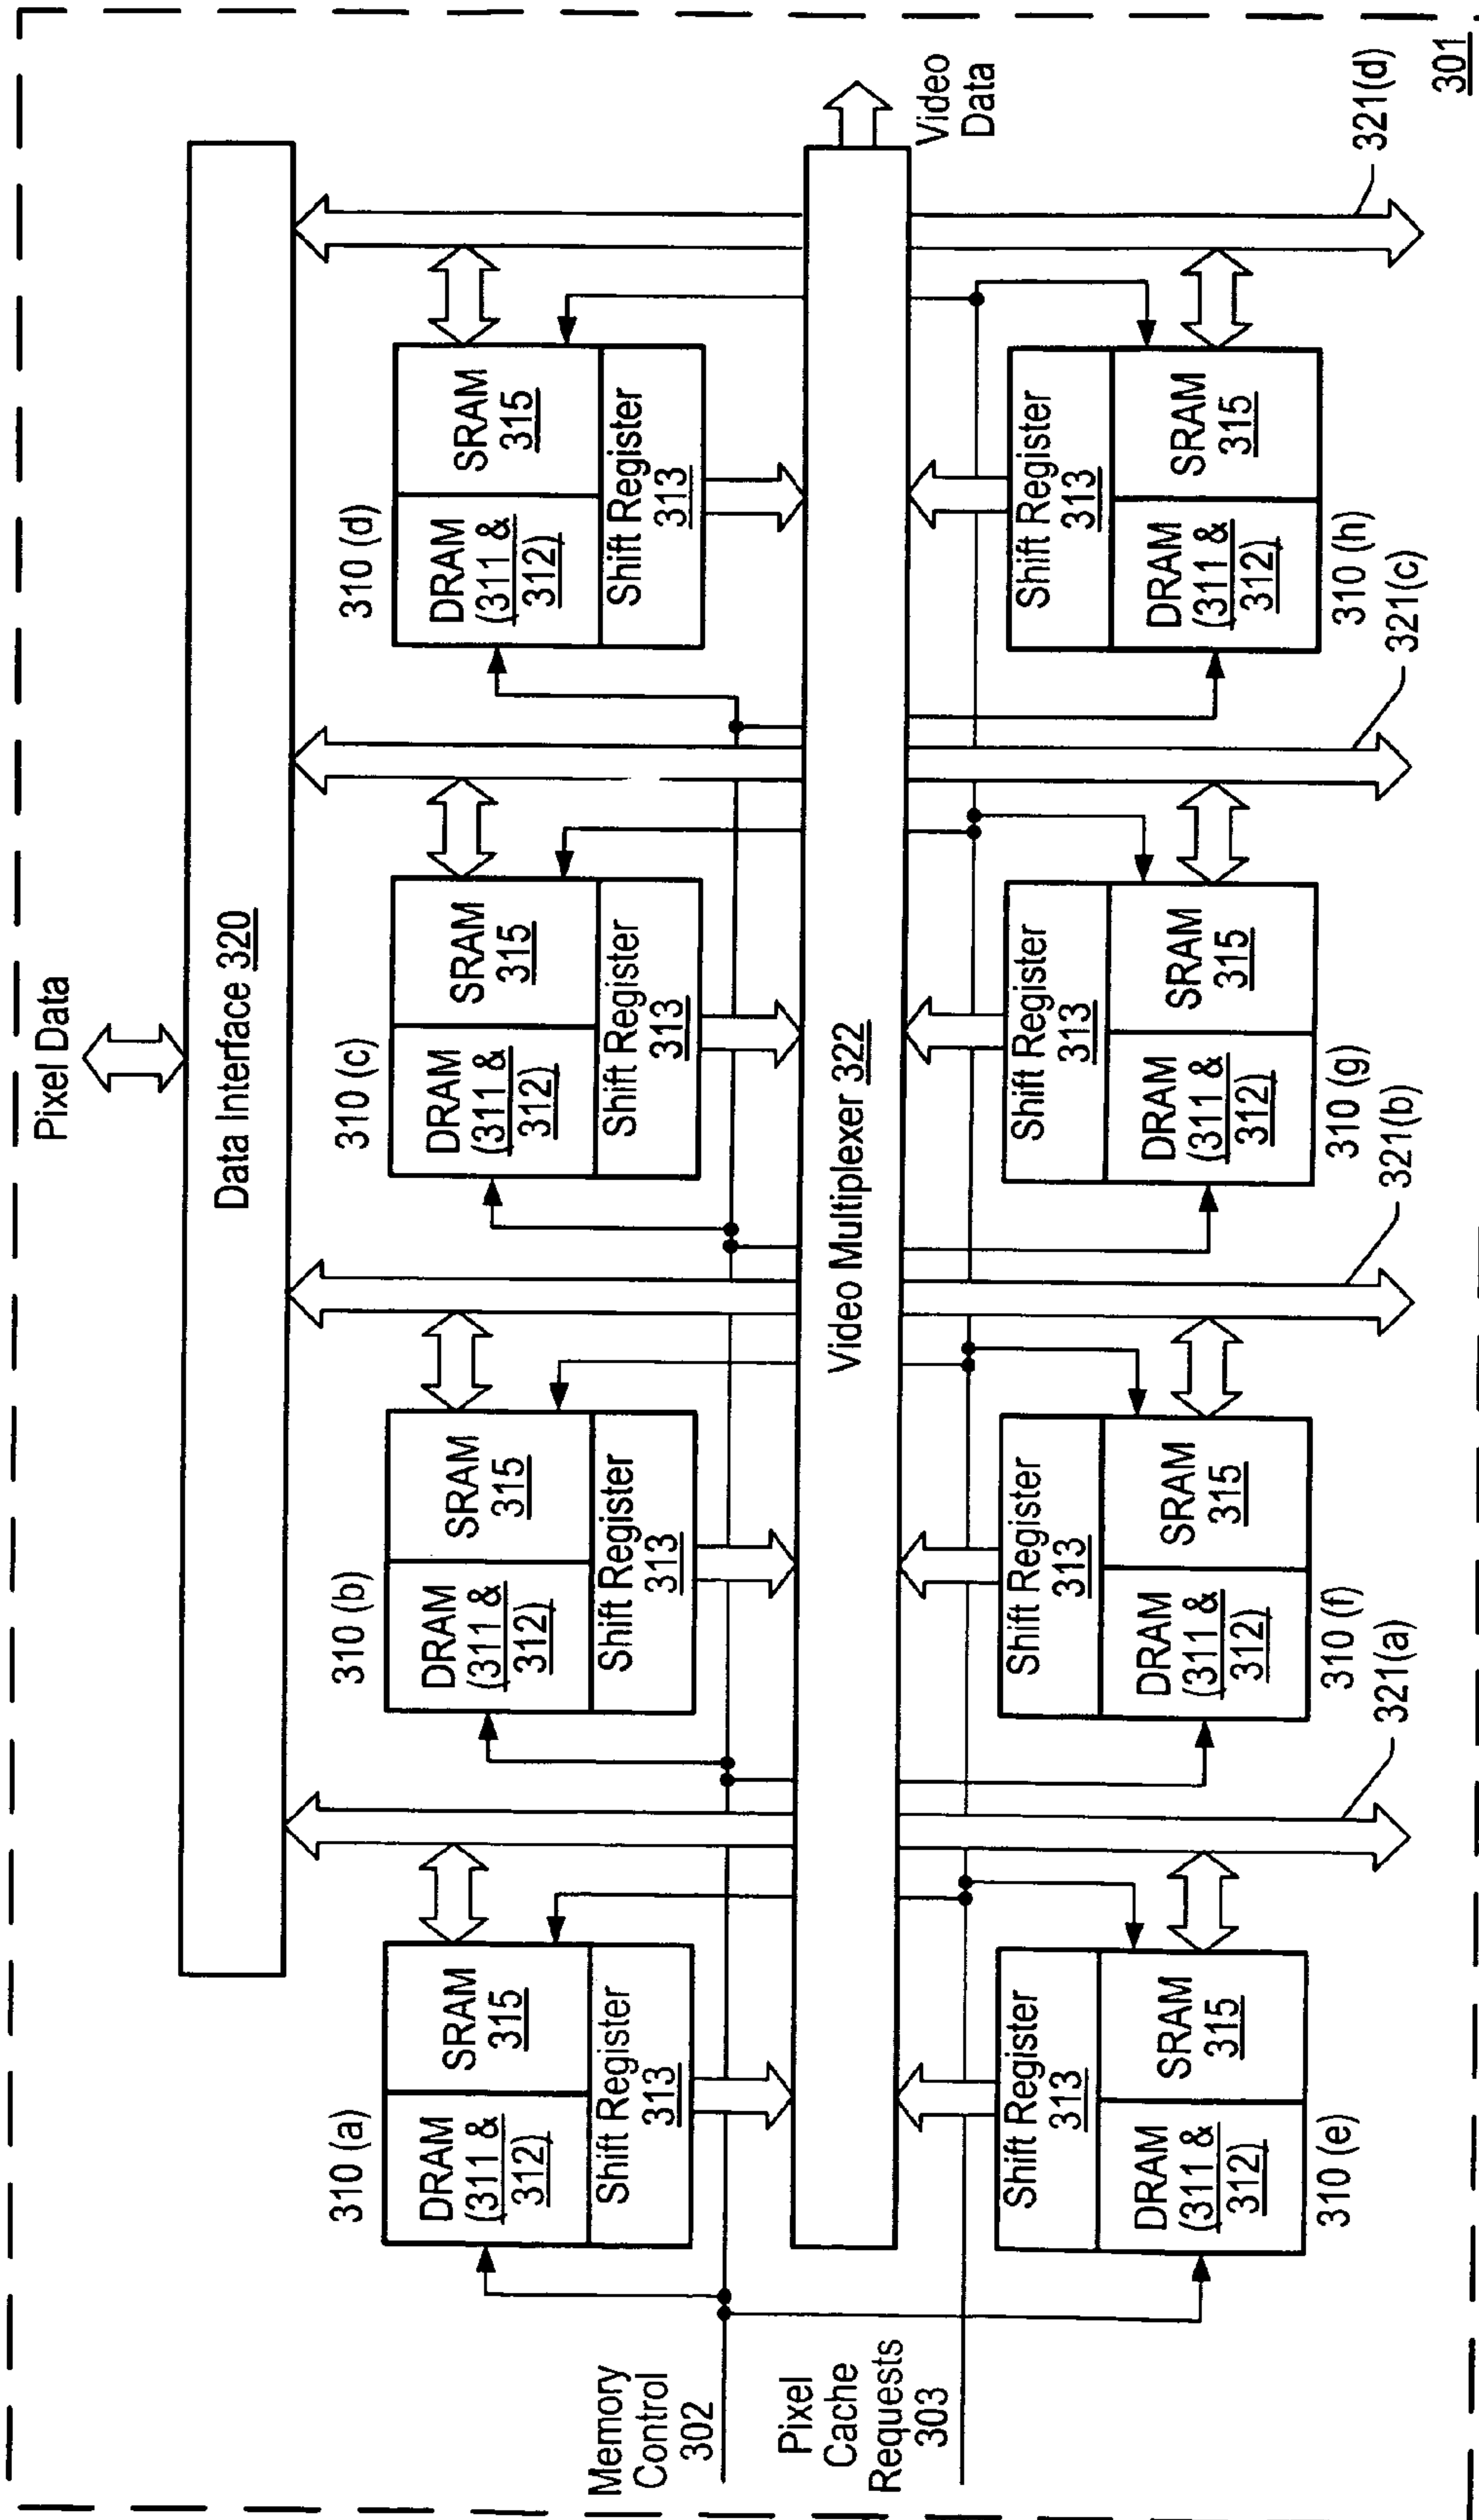 Pixel Data
Data Interface 320
310 (a)
DRAM
(311 &
312)
SRAM
315
Shift Register
313
310 (b)
DRAM
(311 &
312)
SRAM
315
Shift Register
313
310 (c)
DRAM
(311 &
312)
SRAM
315
Shift Register
313
310 (d)
DRAM
(311 &
312)
SRAM
315
Shift Register
313
Memory
Control
302
Pixel
Cache
Requests
303
Video Multiplexer 322
Video
Data
Shift Register
313
DRAM
(311 &
312)
SRAM
315
310 (e)
321(a)
Shift Register
313
DRAM
(311 &
312)
SRAM
315
310 (f)
321(b)
Shift Register
313
DRAM
(311 &
312)
SRAM
315
310 (g)
321(c)
Shift Register
313
DRAM
(311 &
312)
SRAM
315
310 (h)
321(d)
301